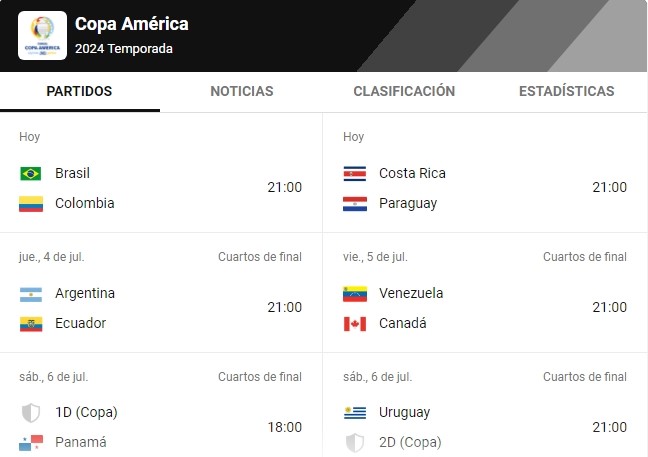 COPA AMERICA
Copa América
2024 Temporada
PARTIDOS
NOTICIAS
CLASIFICACIÓN
ESTADÍSTICAS
Hoy
Brasil
Colombia
21:00
Hoy
Costa Rica
Paraguay
21:00
jue., 4 de jul.
Cuartos de final
Argentina
Ecuador
21:00
vie., 5 de jul.
Cuartos de final
Venezuela
Canadá
21:00
sáb., 6 de jul.
Cuartos de final
1D (Copa)
Panamá
18:00
sáb., 6 de jul.
Cuartos de final
Uruguay
2D (Copa)
21:00